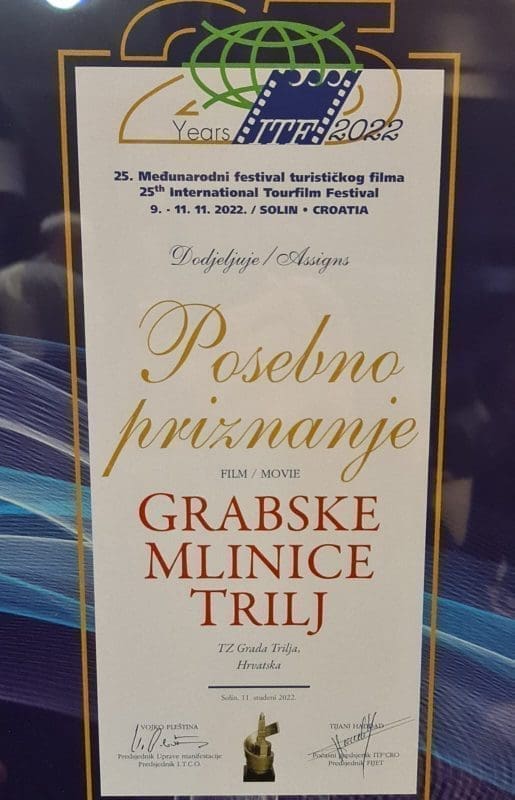 25
Years ITF 2022
25. Međunarodni festival turističkog filma
25th International Tourfilm Festival
9. - 11. 11. 2022. / SOLIN • CROATIA
Dodjeljuje / Assigns
Posebno
priznanje
FILM / MOVIE
GRABSKE
MLINICE
TRILJ
TZ Grada Trilja,
Hrvatska
Solin, 11. studeni 2022.
VOJKO PLEŠTINA
Predsjednik Uprave manifestacije
Predsjednik I.T.C.O.
TIJANI HADDAD
Počasni predsjednik ITF'CRO
Predsjednik FIJET